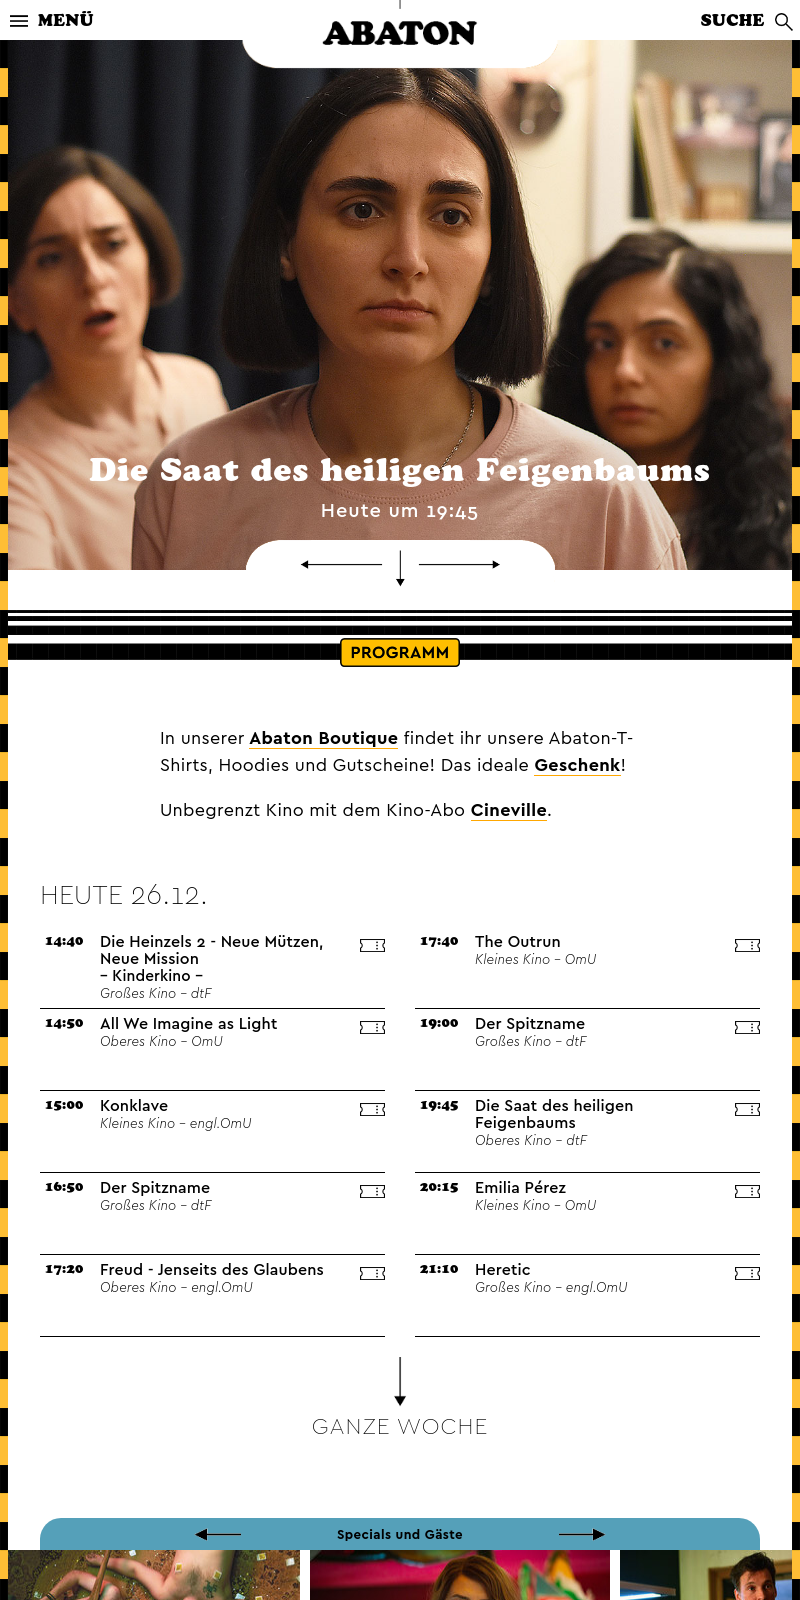 MENÜ
ABATON
SUCHE
Die Saat des heiligen Feigenbaums
Heute um 19:45
PROGRAMM
In unserer Abaton Boutique findet ihr unsere Abaton-T-
Shirts, Hoodies und Gutscheine! Das ideale Geschenk!
Unbegrenzt Kino mit dem Kino-Abo Cineville.
HEUTE 26.12.
14:40 Die Heinzels 2 - Neue Mützen,
Neue Mission
– Kinderkino –
Großes Kino – dtF
14:50 All We Imagine as Light
Oberes Kino – OmU
15:00 Konklave
Kleines Kino – engl.OmU
16:50 Der Spitzname
Großes Kino – dtF
17:20 Freud - Jenseits des Glaubens
Oberes Kino – engl.OmU
17:40 The Outrun
Kleines Kino – OmU
19:00 Der Spitzname
Großes Kino – dtF
19:45 Die Saat des heiligen
Feigenbaums
Oberes Kino – dtF
20:15 Emilia Pérez
Kleines Kino – OmU
21:10 Heretic
Großes Kino – engl.OmU
GANZE WOCHE
Specials und Gäste